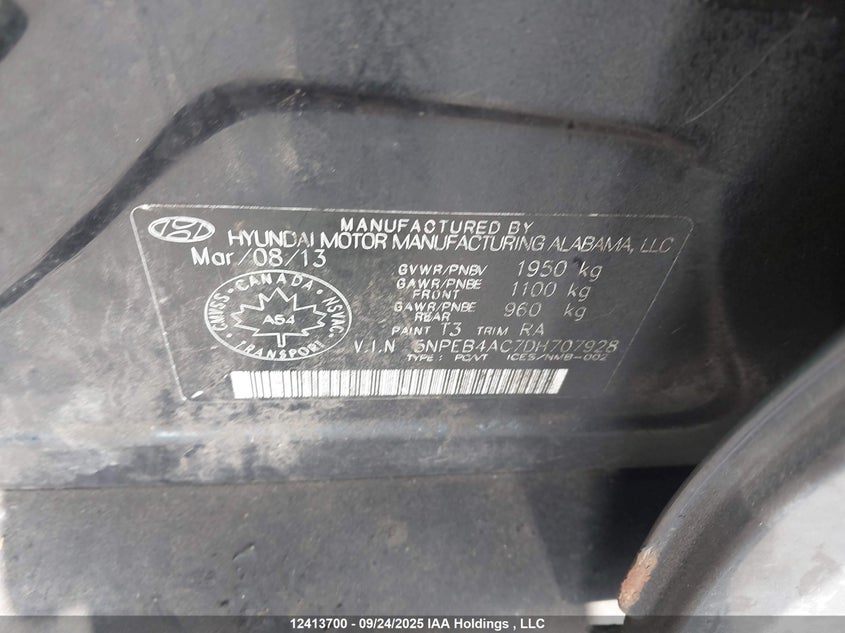 MANUFACTURED BY
HYUNDAI MOTOR MANUFACTURING ALABAMA, LLC
Mar/08/13
GVWR/PNBV 1950 kg
GAWR/PNBE FRONT 1100 kg
GAWR/PNBE REAR 960 kg
PAINT T3 TRIM RA
CANADA
CMVSS NSVAC
A54
TRANSPORT
V.I.N 5NPEB4AC7DH707928
TYPE : PC/VT ICES/NMB-002
12413700 - 09/24/2025 IAA Holdings , LLC